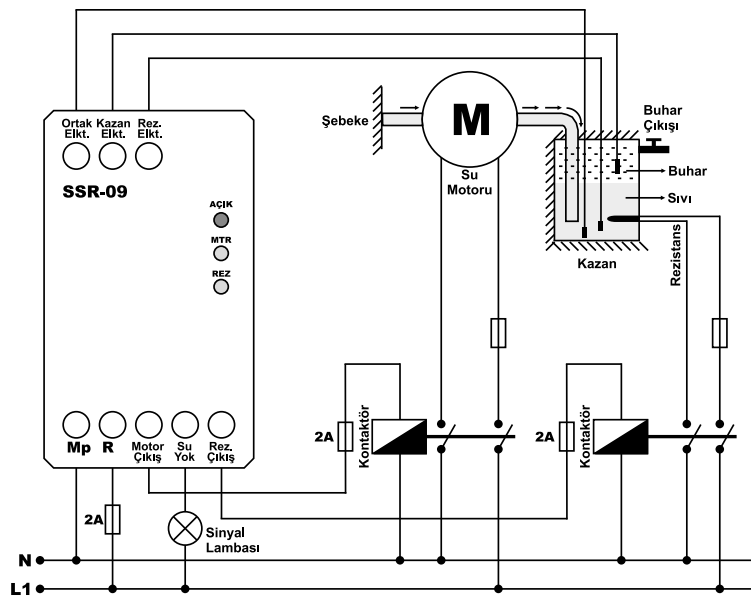 Ortak Elkt.
Kazan Elkt.
Rez. Elkt.
SSR-09
AÇIK
MTR
REZ
Mp
R
Motor Çıkış
Su Yok
Rez. Çıkış
2A
Sinyal Lambası
N
L1
Şebeke
M
Su Motoru
Buhar Çıkışı
Buhar
Sıvı
Kazan
Rezistans
2A
Kontaktör
2A
Kontaktör